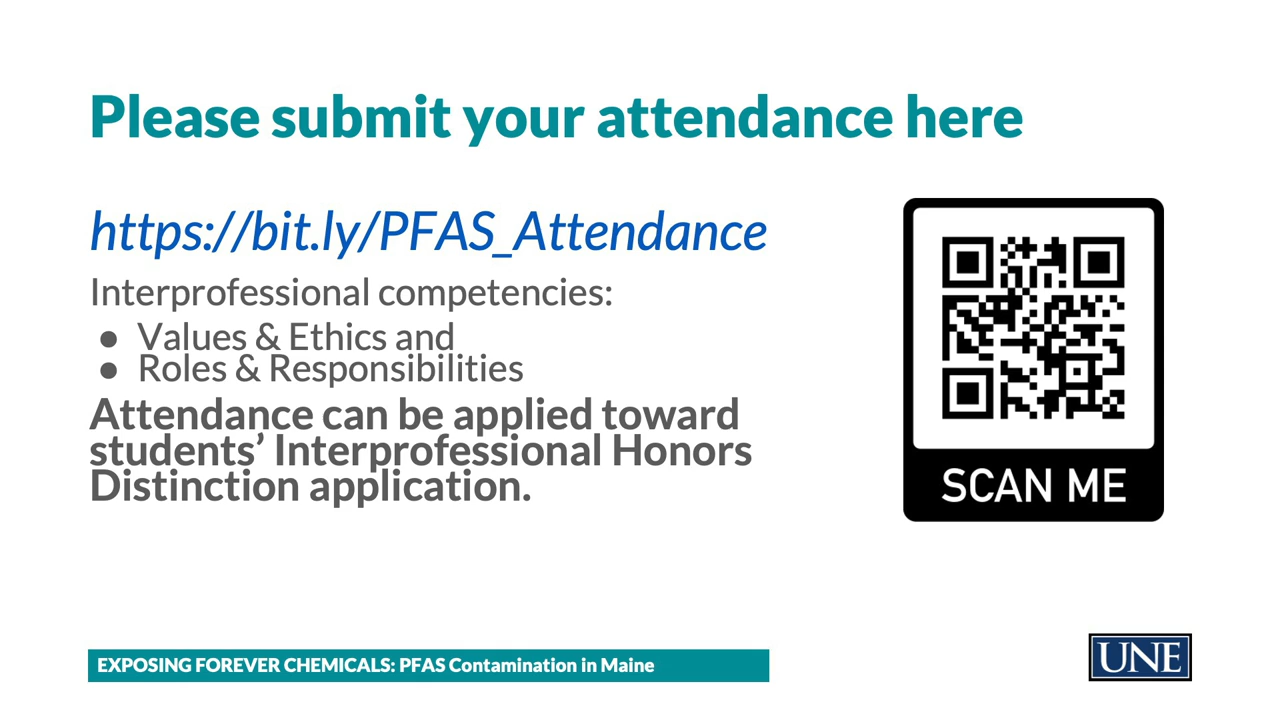 Please submit your attendance here
https://bit.ly/PFAS_Attendance
Interprofessional competencies:
● Values & Ethics and
● Roles & Responsibilities
Attendance can be applied toward
students’ Interprofessional Honors
Distinction application.
SCAN ME
EXPOSING FOREVER CHEMICALS: PFAS Contamination in Maine
UNE